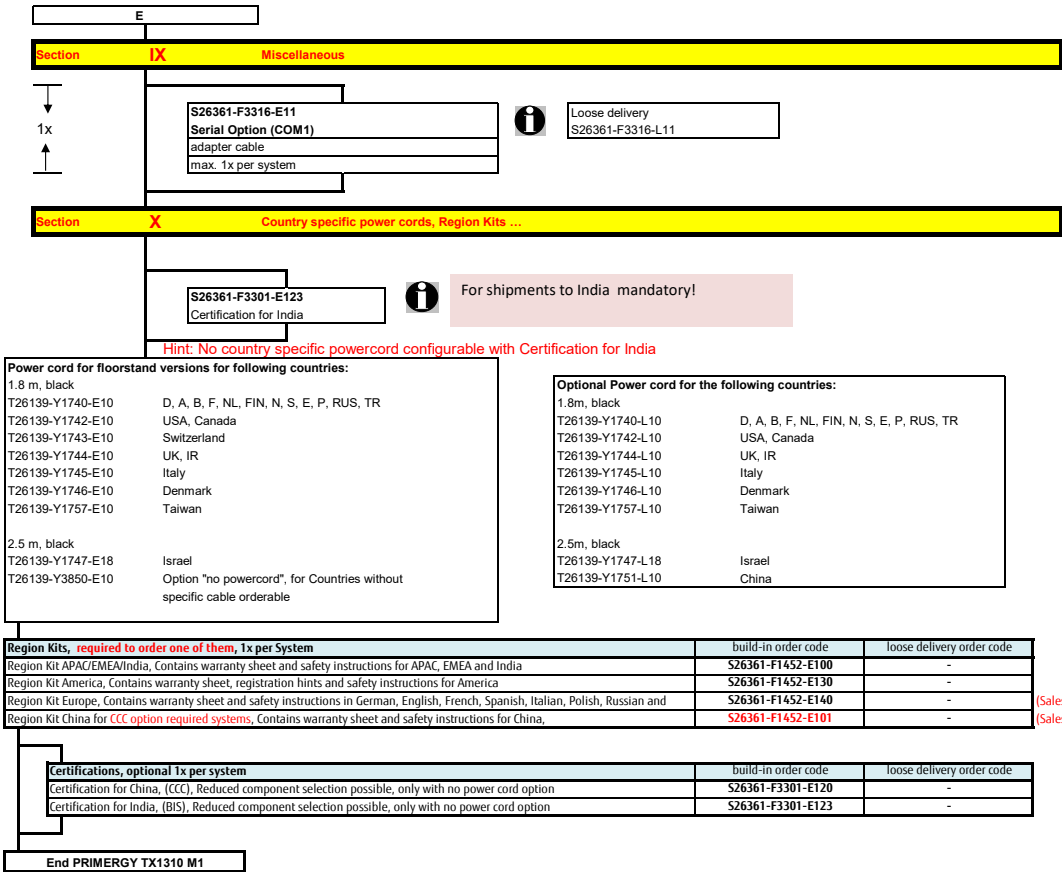 E
Section IX Miscellaneous
1x
S26361-F3316-E11
Serial Option (COM1)
adapter cable
max. 1x per system
Loose delivery
S26361-F3316-L11
Section X Country specific power cords, Region Kits ...
S26361-F3301-E123
Certification for India
For shipments to India mandatory!
Hint: No country specific powercord configurable with Certification for India
Power cord for floorstand versions for following countries:
1.8 m, black
T26139-Y1740-E10 D, A, B, F, NL, FIN, N, S, E, P, RUS, TR
T26139-Y1742-E10 USA, Canada
T26139-Y1743-E10 Switzerland
T26139-Y1744-E10 UK, IR
T26139-Y1745-E10 Italy
T26139-Y1746-E10 Denmark
T26139-Y1757-E10 Taiwan
2.5 m, black
T26139-Y1747-E18 Israel
T26139-Y3850-E10 Option "no powercord", for Countries without
specific cable orderable
Optional Power cord for the following countries:
1.8m, black
T26139-Y1740-L10 D, A, B, F, NL, FIN, N, S, E, P, RUS, TR
T26139-Y1742-L10 USA, Canada
T26139-Y1744-L10 UK, IR
T26139-Y1745-L10 Italy
T26139-Y1746-L10 Denmark
T26139-Y1757-L10 Taiwan
2.5m, black
T26139-Y1747-L18 Israel
T26139-Y1751-L10 China
Region Kits, required to order one of them, 1x per System build-in order code loose delivery order code
Region Kit APAC/EMEA/India, Contains warranty sheet and safety instructions for APAC, EMEA and India S26361-F1452-E100 -
Region Kit America, Contains warranty sheet, registration hints and safety instructions for America S26361-F1452-E130 -
Region Kit Europe, Contains warranty sheet and safety instructions in German, English, French, Spanish, Italian, Polish, Russian and S26361-F1452-E140 - (Sales
Region Kit China for CCC option required systems, Contains warranty sheet and safety instructions for China, S26361-F1452-E101 - (Sales
Certifications, optional 1x per system build-in order code loose delivery order code
Certification for China, (CCC), Reduced component selection possible, only with no power cord option S26361-F3301-E120 -
Certification for India, (BIS), Reduced component selection possible, only with no power cord option S26361-F3301-E123 -
End PRIMERGY TX1310 M1